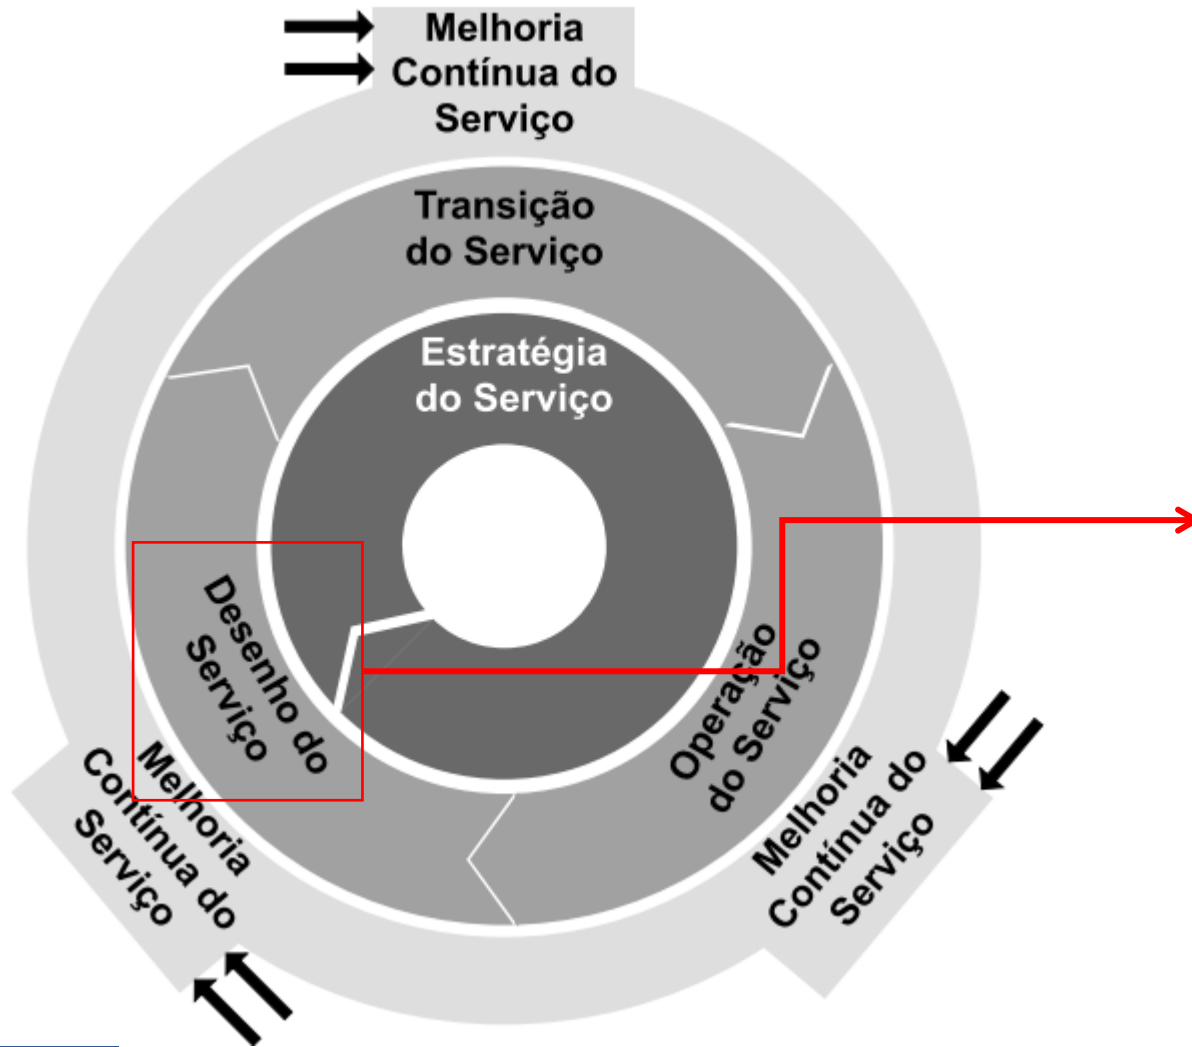 Melhoria
Contínua do
Serviço
Transição
do Serviço
Estratégia
do Serviço
Desenho do
Serviço
Operação
do Serviço
Melhoria
Contínua do
Serviço
Melhoria
Contínua do
Serviço